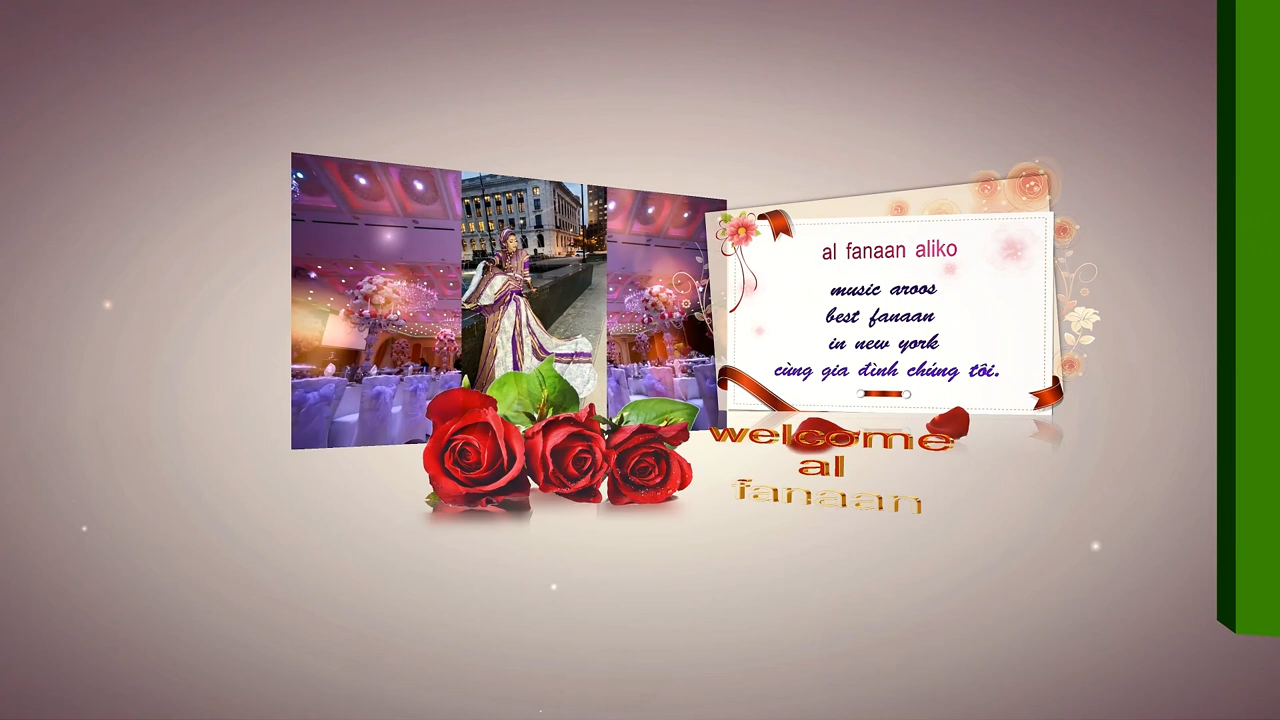 al fanaan aliko
music aroos
best fanaan
in new york
cùng gia đình chúng tôi.
welcome
al
fanaan